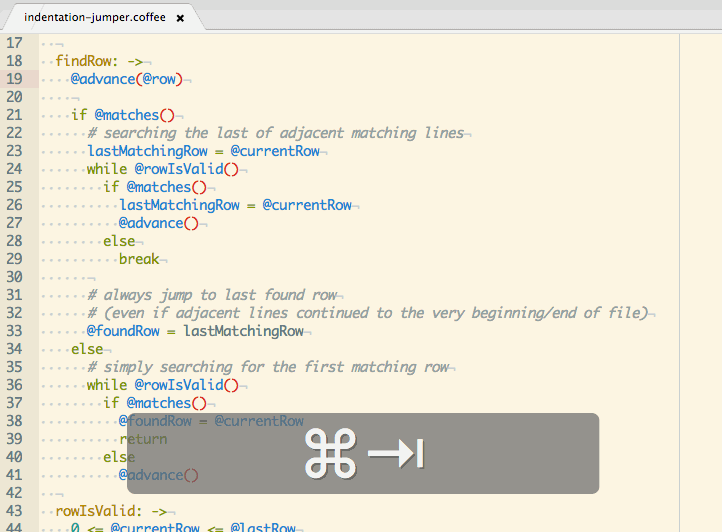 indentation-jumper.coffee ×
17
18 findRow: ->
19 @advance(@row)
20
21 if @matches()
22 # searching the last of adjacent matching lines
23 lastMatchingRow = @currentRow
24 while @rowIsValid()
25 if @matches()
26 lastMatchingRow = @currentRow
27 @advance()
28 else
29 break
30
31 # always jump to last found row
32 # (even if adjacent lines continued to the very beginning/end of file)
33 @foundRow = lastMatchingRow
34 else
35 # simply searching for the first matching row
36 while @rowIsValid()
37 if @matches()
38 @foundRow = @currentRow
39 return
40 else
41 @advance()
⌘⇥
42
43 rowIsValid: ->
44 0 <= @currentRow <= @lastRow